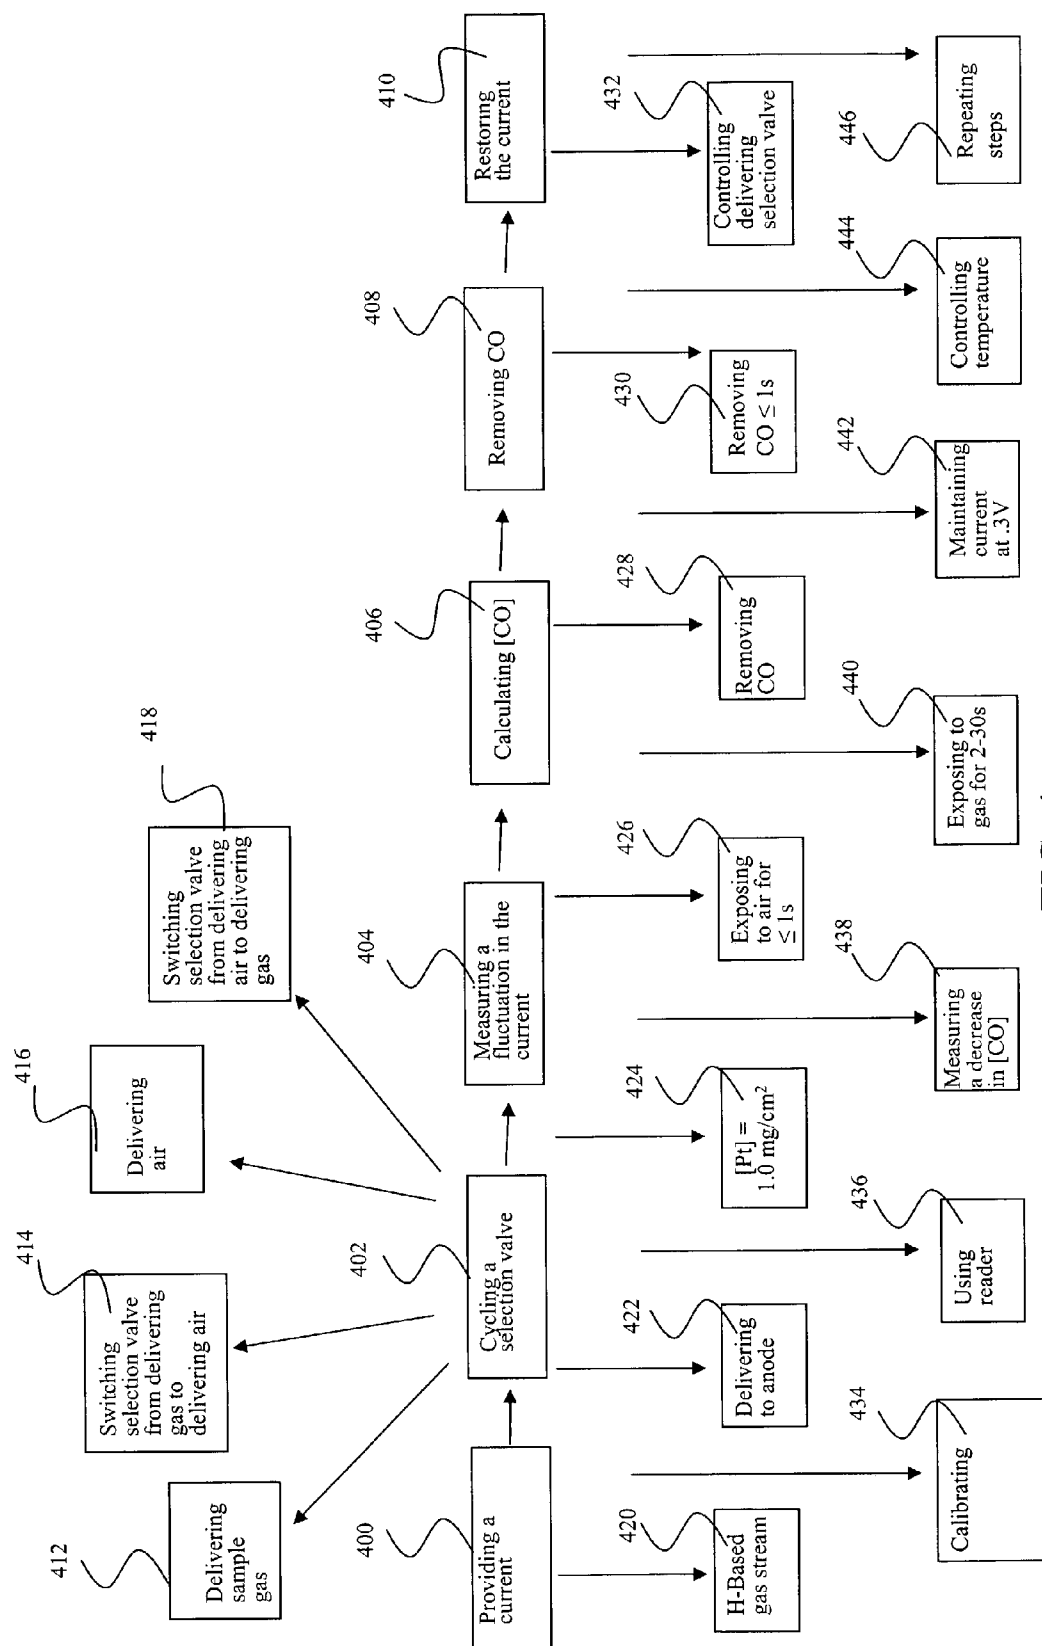 412
Delivering
sample
gas
414
Switching
selection valve
from delivering
gas to
delivering air
416
Delivering
air
418
Switching
selection valve
from delivering
air to delivering
gas
400
Providing a
current
402
Cycling a
selection valve
404
Measuring a
fluctuation in the
current
406
Calculating [CO]
408
Removing CO
410
Restoring
the current
420
H-Based
gas stream
422
Delivering
to anode
424
[Pt] =
1.0 mg/cm²
426
Exposing
to air for
≤ 1s
428
Removing
CO
430
Removing
CO ≤ 1s
432
Controlling
delivering
selection valve
434
Calibrating
436
Using
reader
438
Measuring
a decrease
in [CO]
440
Exposing to
gas for 2-30s
442
Maintaining
current
at .3V
444
Controlling
temperature
446
Repeating
steps